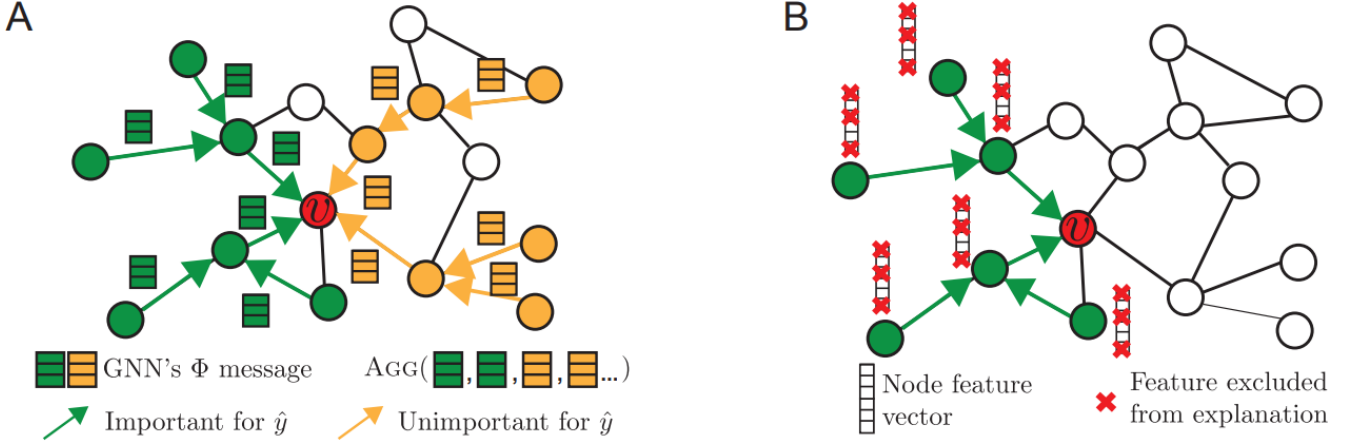 A
B
v
v
GNN's Φ message
AGG( , , , ...)
Important for ŷ
Unimportant for ŷ
Node feature
vector
Feature excluded
from explanation